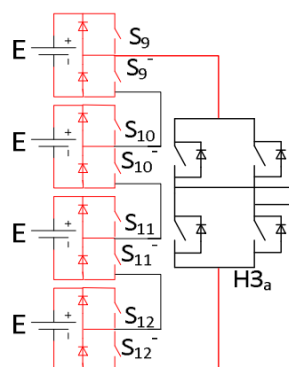 E
+
−
S₉
S₉⁻
E
+
−
S₁₀
S₁₀⁻
E
+
−
S₁₁
S₁₁⁻
H3ₐ
E
+
−
S₁₂
S₁₂⁻